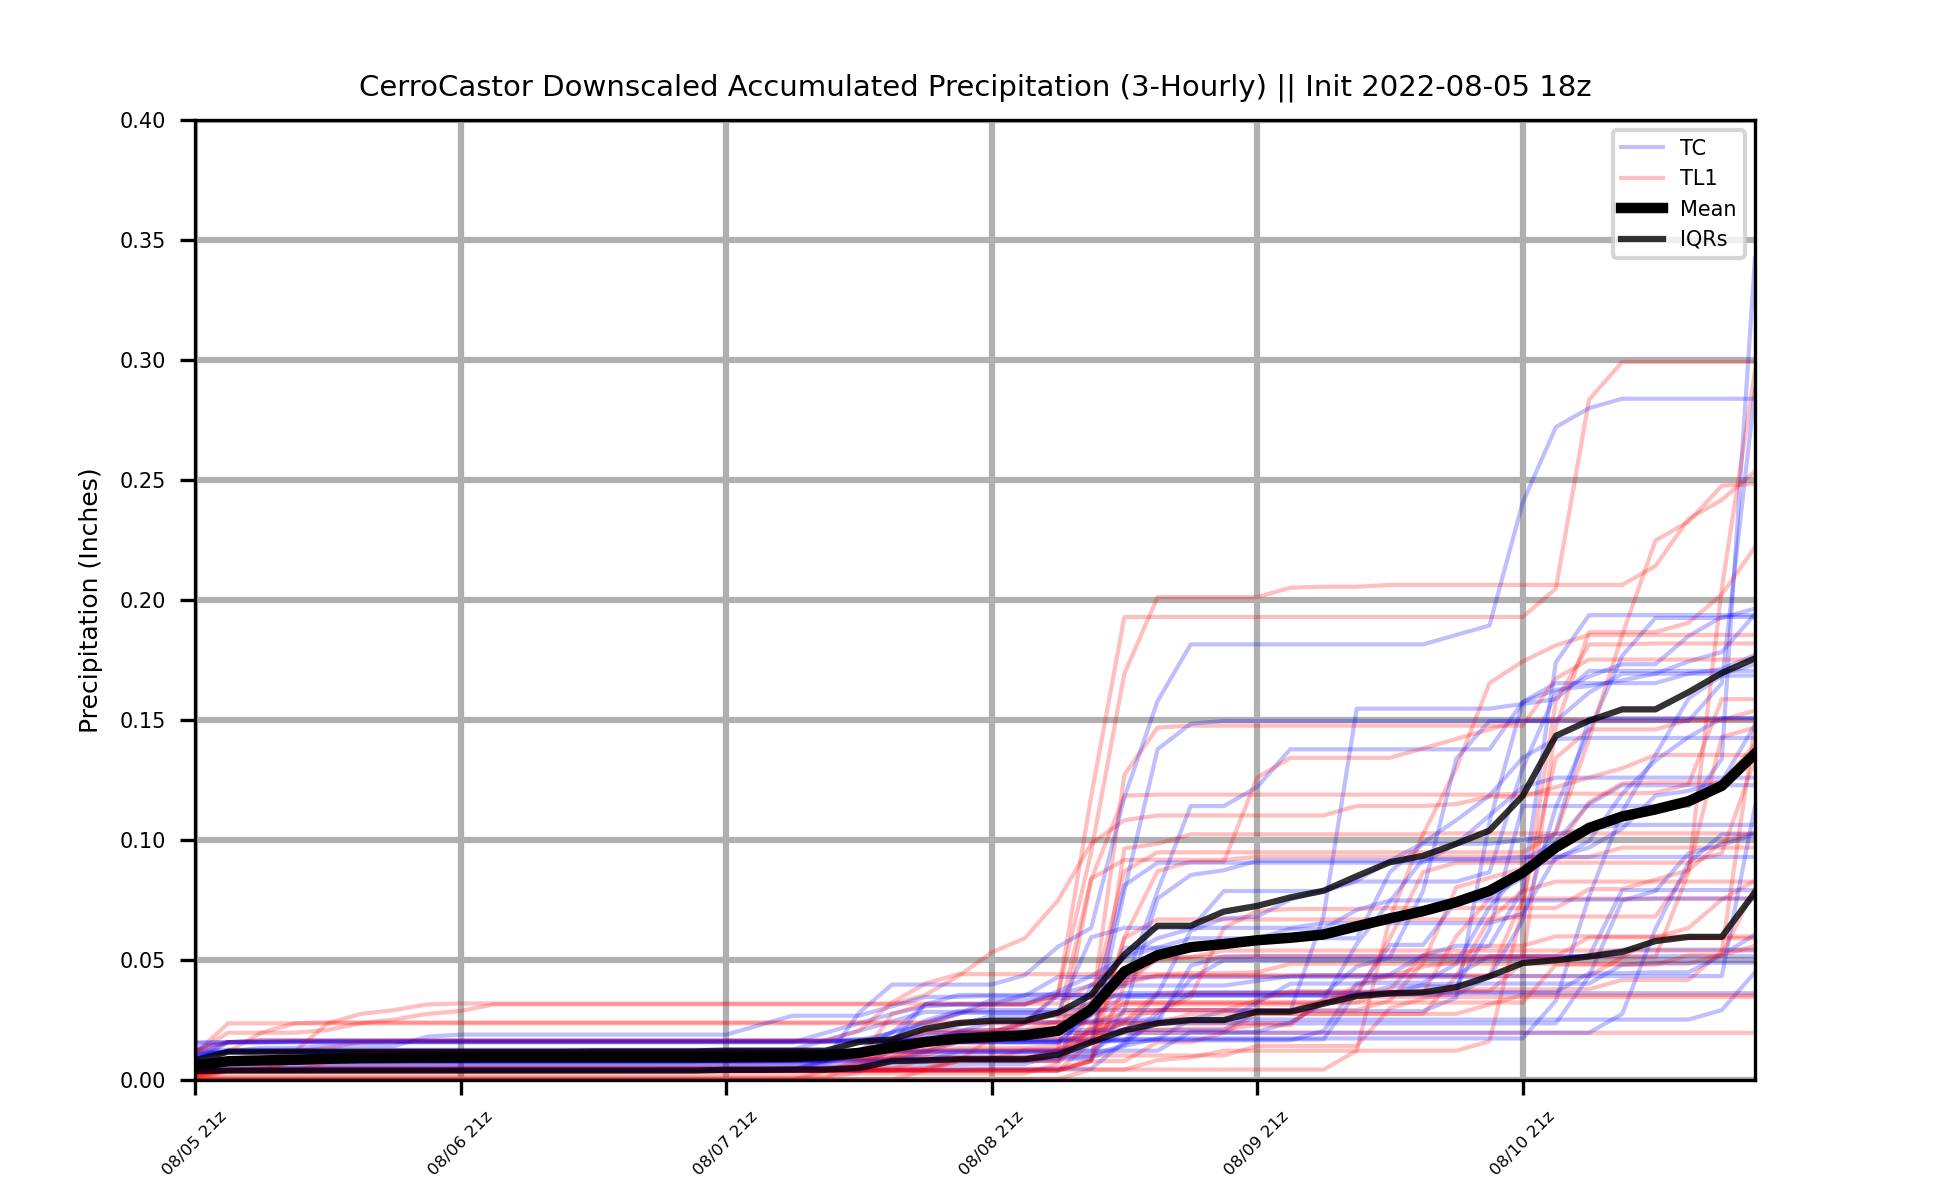 CerroCastor Downscaled Accumulated Precipitation (3-Hourly) || Init 2022-08-05 18z
TC
TL1
Mean
IQRs
Precipitation (Inches)
0.40
0.35
0.30
0.25
0.20
0.15
0.10
0.05
0.00
08/05 21z
08/06 21z
08/07 21z
08/08 21z
08/09 21z
08/10 21z